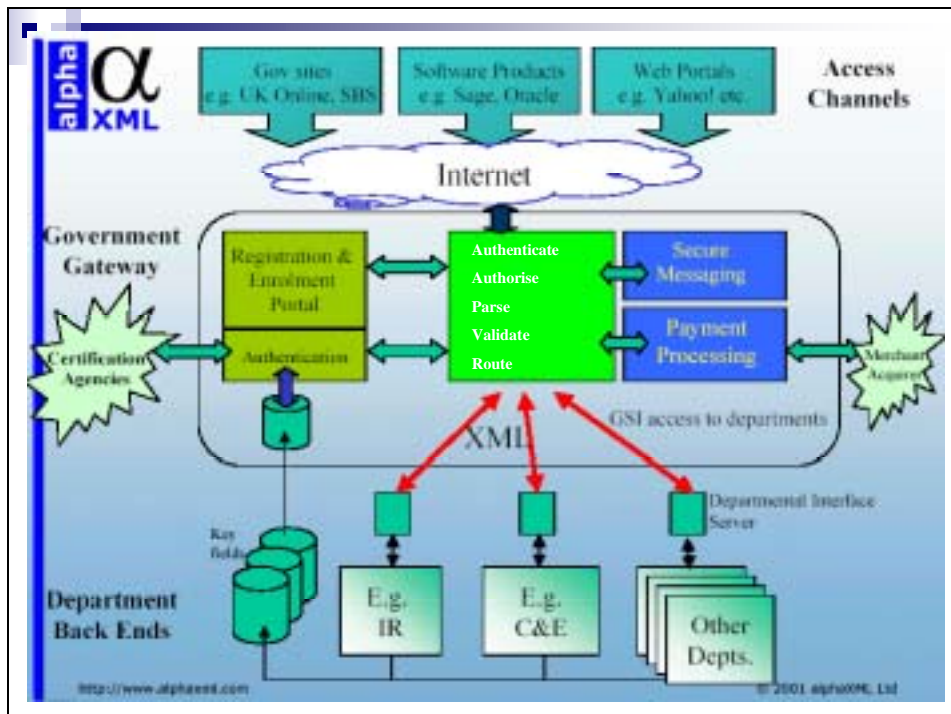 alpha
α
XML
Gov sites
e.g. UK Online, SBS
Software Products
e.g. Sage, Oracle
Web Portals
e.g. Yahoo! etc.
Access
Channels
Internet
Government
Gateway
Registration &
Enrolment
Portal
Authentication
Authenticate
Authorise
Parse
Validate
Route
Secure
Messaging
Payment
Processing
Certification
Agencies
Merchant
Acquirer
GSI access to departments
XML
Departmental Interface
Server
Key
fields
Department
Back Ends
E.g.
IR
E.g.
C&E
Other
Depts.
http://www.alphaxml.com
© 2001 alphaXML Ltd